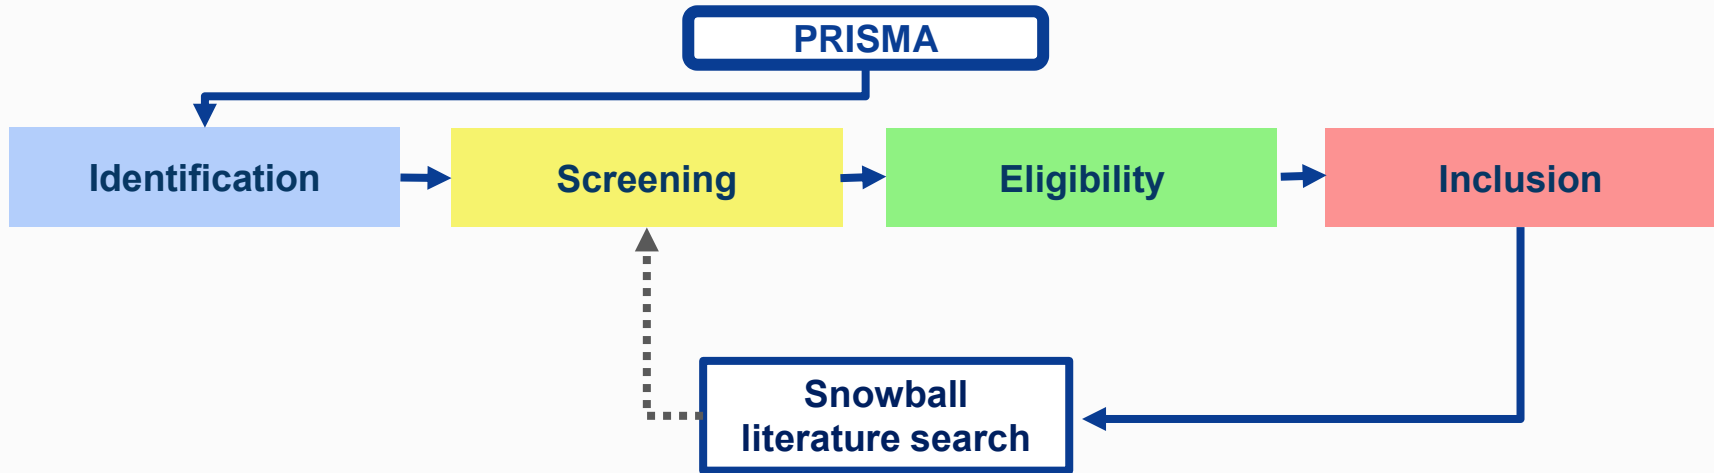 PRISMA
Identification
Screening
Eligibility
Inclusion
Snowball
literature search